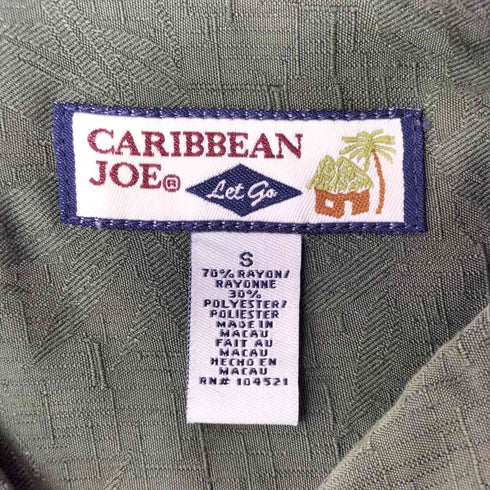 CARIBBEAN
JOE®
Let Go
S
70% RAYON/
RAYONNE
30%
POLYESTER/
POLIESTER
MADE IN
MACAU
FAIT AU
MACAU
HECHO EN
MACAU
RN# 104521